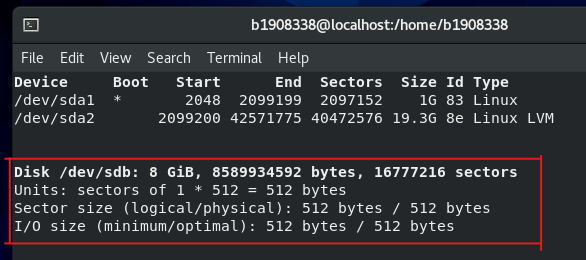 b1908338@localhost:/home/b1908338
File Edit View Search Terminal Help
Device     Boot   Start      End  Sectors  Size Id Type
/dev/sda1  *       2048  2099199  2097152    1G 83 Linux
/dev/sda2       2099200 42571775 40472576 19.3G 8e Linux LVM
Disk /dev/sdb: 8 GiB, 8589934592 bytes, 16777216 sectors
Units: sectors of 1 * 512 = 512 bytes
Sector size (logical/physical): 512 bytes / 512 bytes
I/O size (minimum/optimal): 512 bytes / 512 bytes